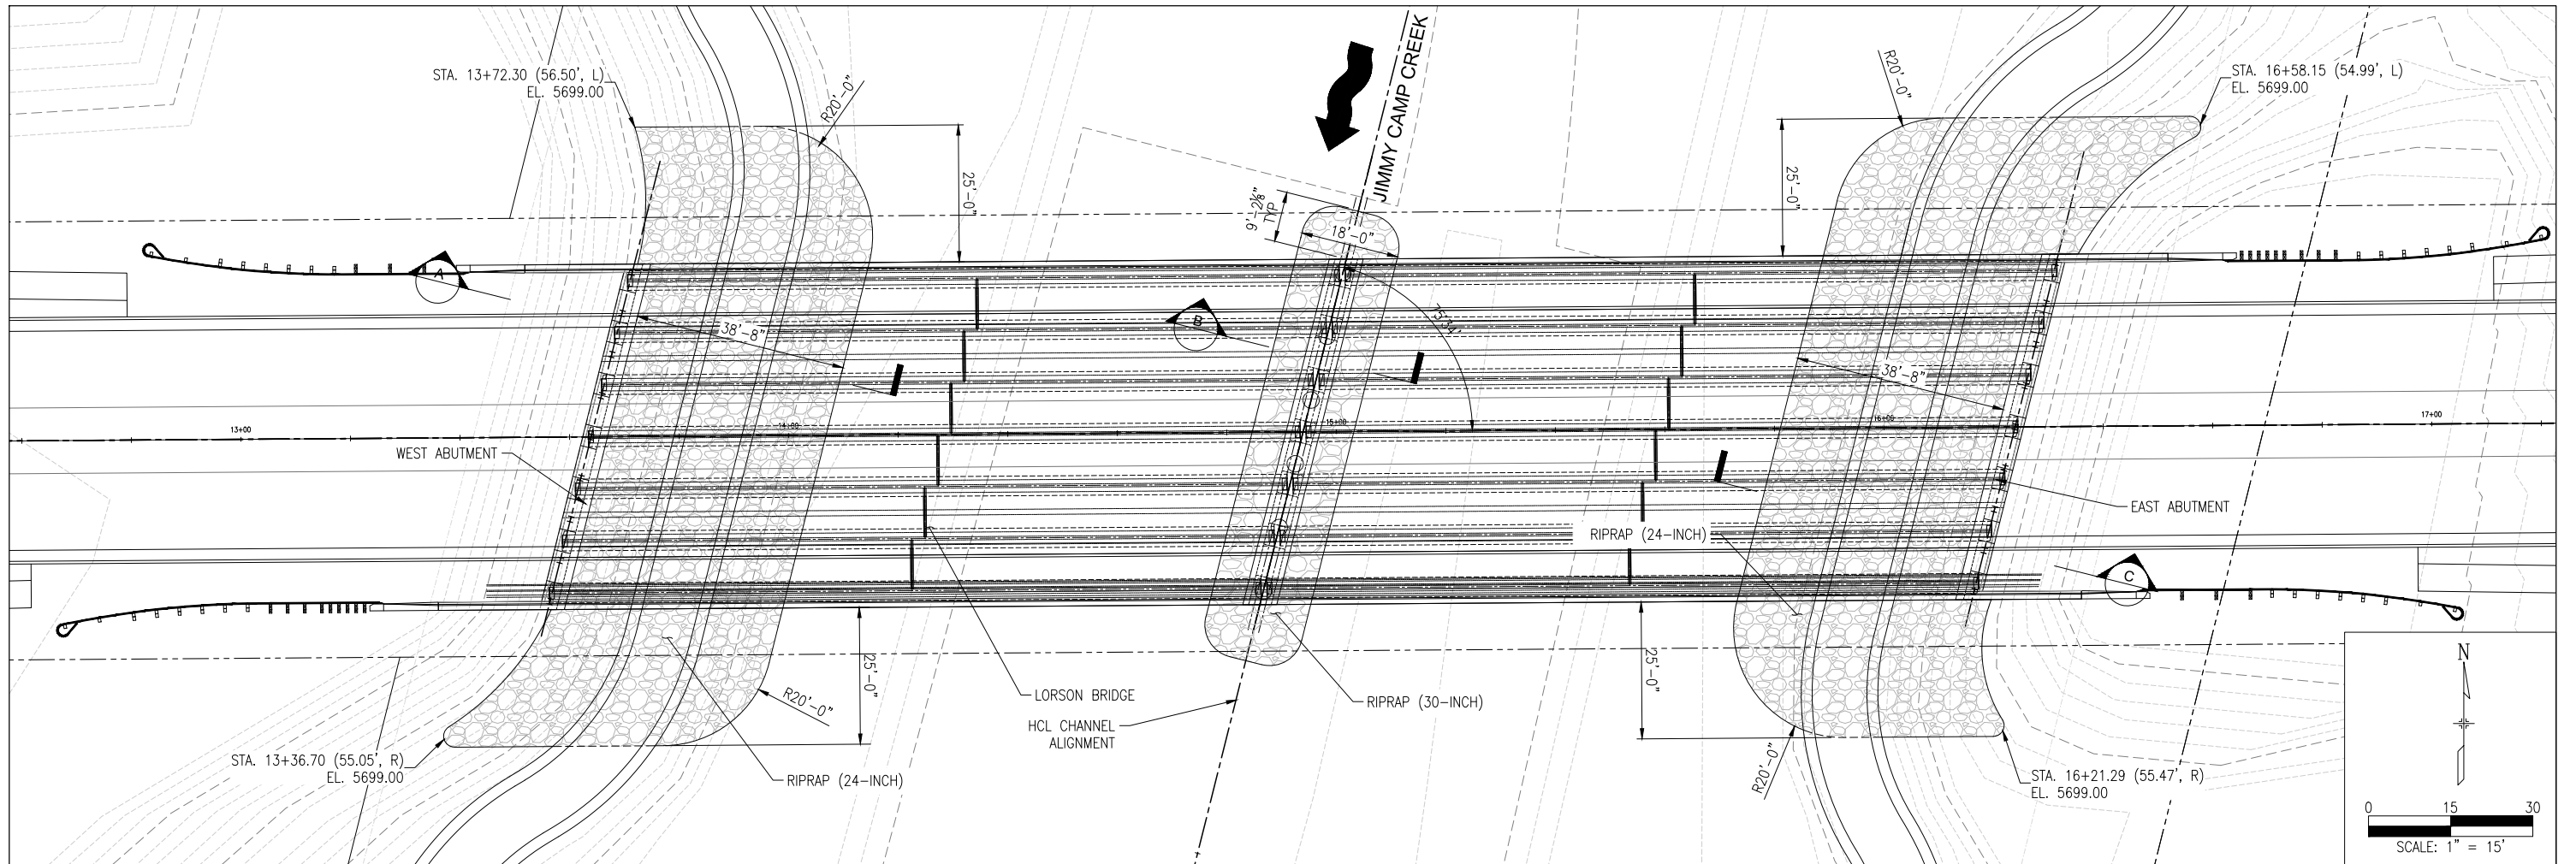 STA. 13+72.30 (56.50', L)
EL. 5699.00
R20'-0"
25'-0"
JIMMY CAMP CREEK
9'-2⅛"
TYP
18'-0"
25'-0"
R20'-0"
STA. 16+58.15 (54.99', L)
EL. 5699.00
A
B
38'-8"
38'-8"
13+00
14+00
15+00
16+00
17+00
WEST ABUTMENT
EAST ABUTMENT
RIPRAP (24-INCH)
C
25'-0"
R20'-0"
LORSON BRIDGE
HCL CHANNEL
ALIGNMENT
RIPRAP (30-INCH)
25'-0"
R20'-0"
STA. 13+36.70 (55.05', R)
EL. 5699.00
RIPRAP (24-INCH)
STA. 16+21.29 (55.47', R)
EL. 5699.00
N
0 15 30
SCALE: 1" = 15'